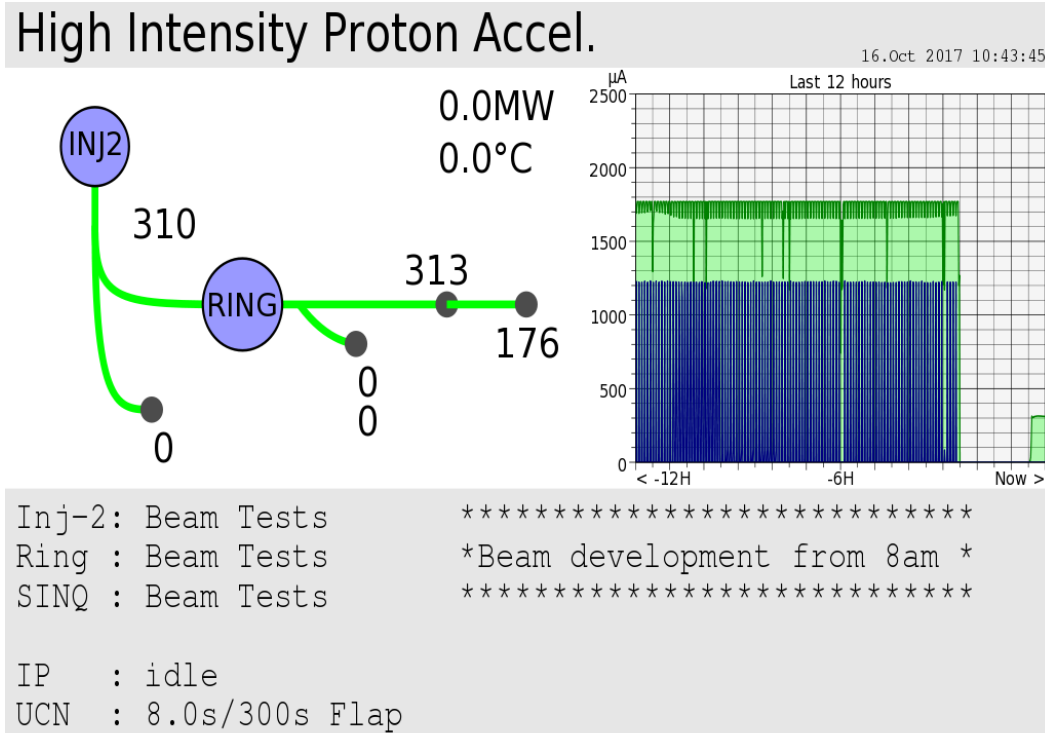 High Intensity Proton Accel.
16.Oct 2017 10:43:45
INJ2
310
RING
313
176
0
0
0
0.0MW
0.0°C
µA
Last 12 hours
2500
2000
1500
1000
500
0
< -12H
-6H
Now >
Inj-2: Beam Tests ****************************
Ring : Beam Tests *Beam development from 8am *
SINQ : Beam Tests ****************************
IP : idle
UCN : 8.0s/300s Flap